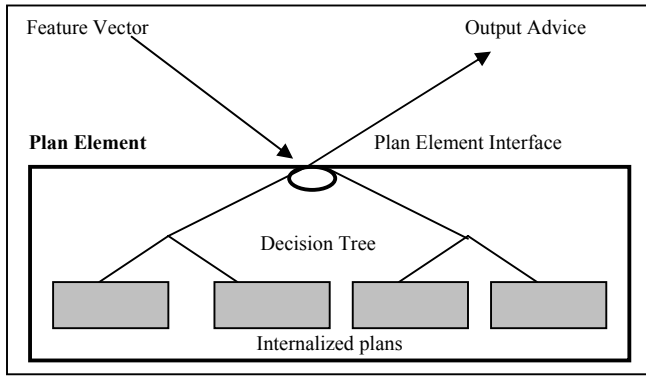 Feature Vector
Output Advice
Plan Element
Plan Element Interface
Decision Tree
Internalized plans